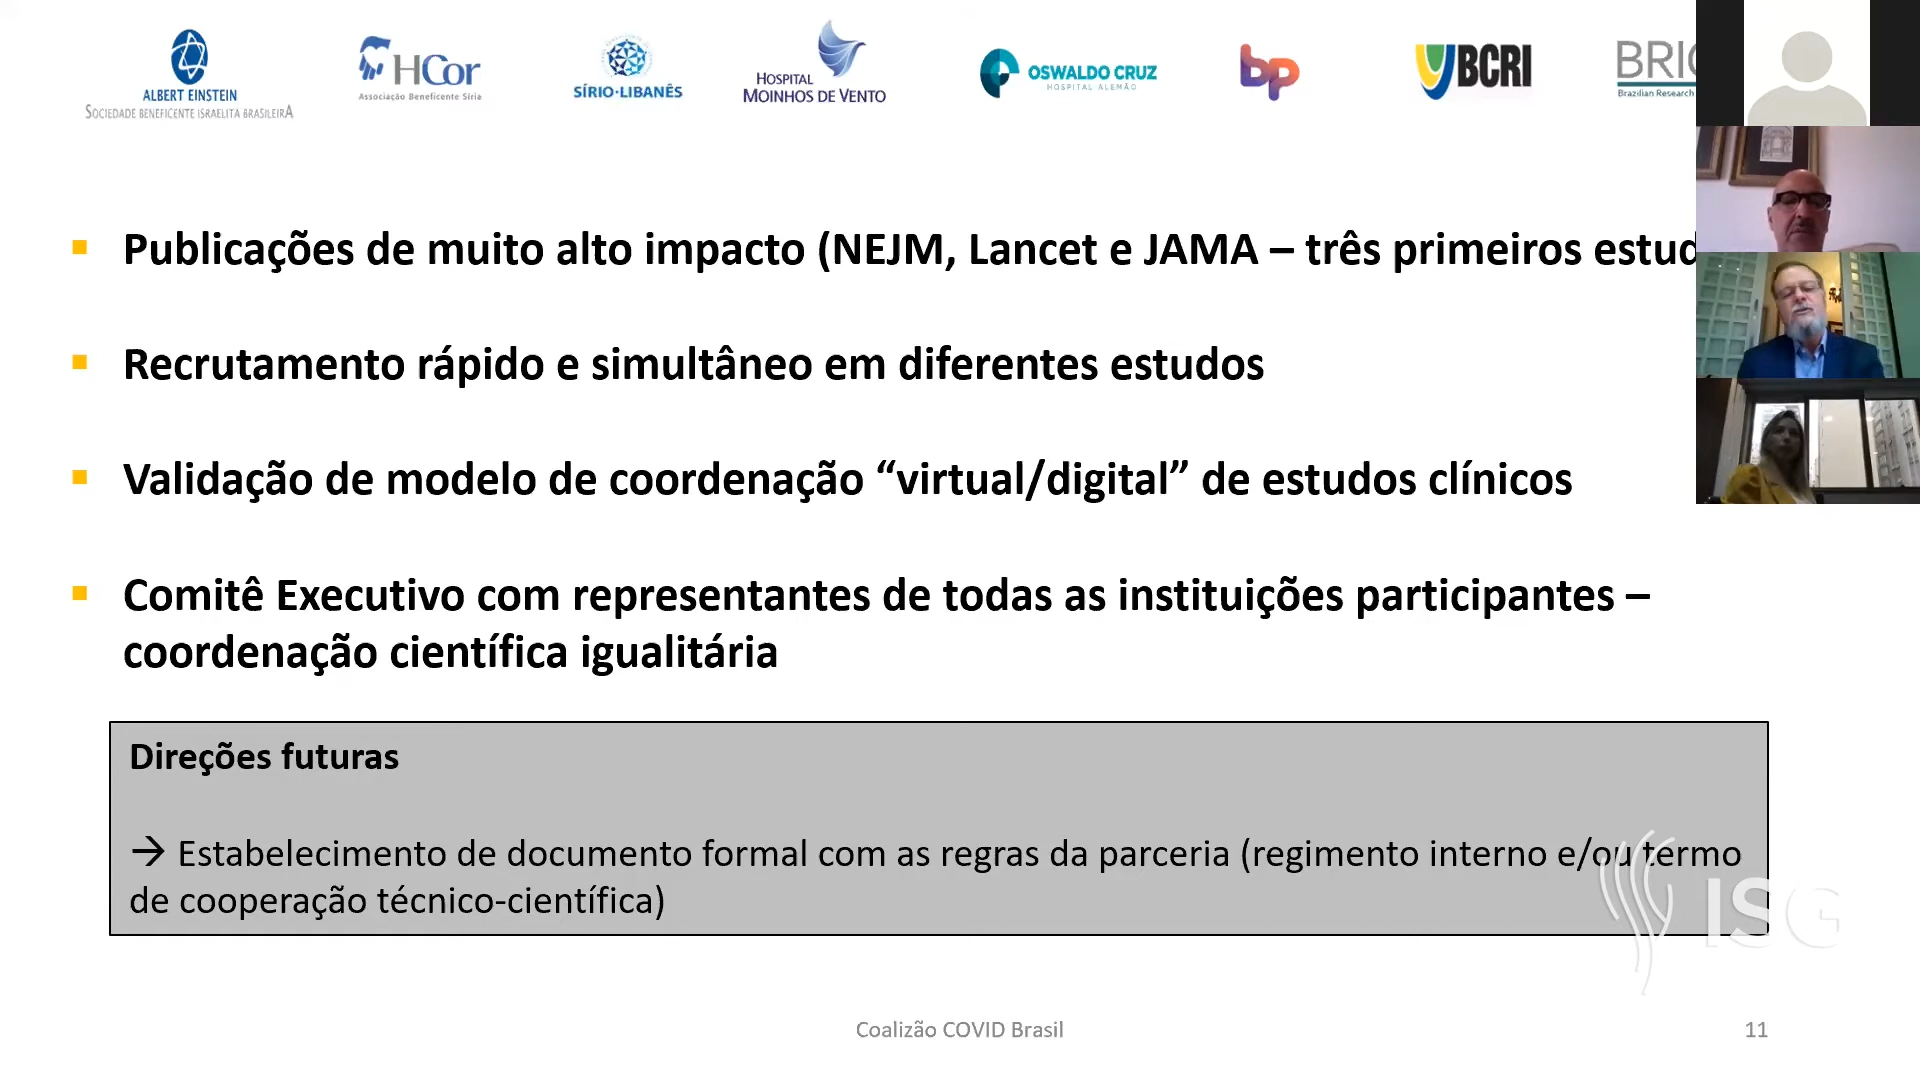 ALBERT EINSTEIN
SOCIEDADE BENEFICENTE ISRAELITA BRASILEIRA
HCor
Associação Beneficente Síria
SÍRIO-LIBANÊS
HOSPITAL
MOINHOS DE VENTO
OSWALDO CRUZ
HOSPITAL ALEMÃO
bp
BCRI
BRIC
Brazilian Research
▪ Publicações de muito alto impacto (NEJM, Lancet e JAMA – três primeiros estud
▪ Recrutamento rápido e simultâneo em diferentes estudos
▪ Validação de modelo de coordenação “virtual/digital” de estudos clínicos
▪ Comitê Executivo com representantes de todas as instituições participantes –
coordenação científica igualitária
Direções futuras
→ Estabelecimento de documento formal com as regras da parceria (regimento interno e/ou termo
de cooperação técnico-científica)
ISG
Coalizão COVID Brasil
11